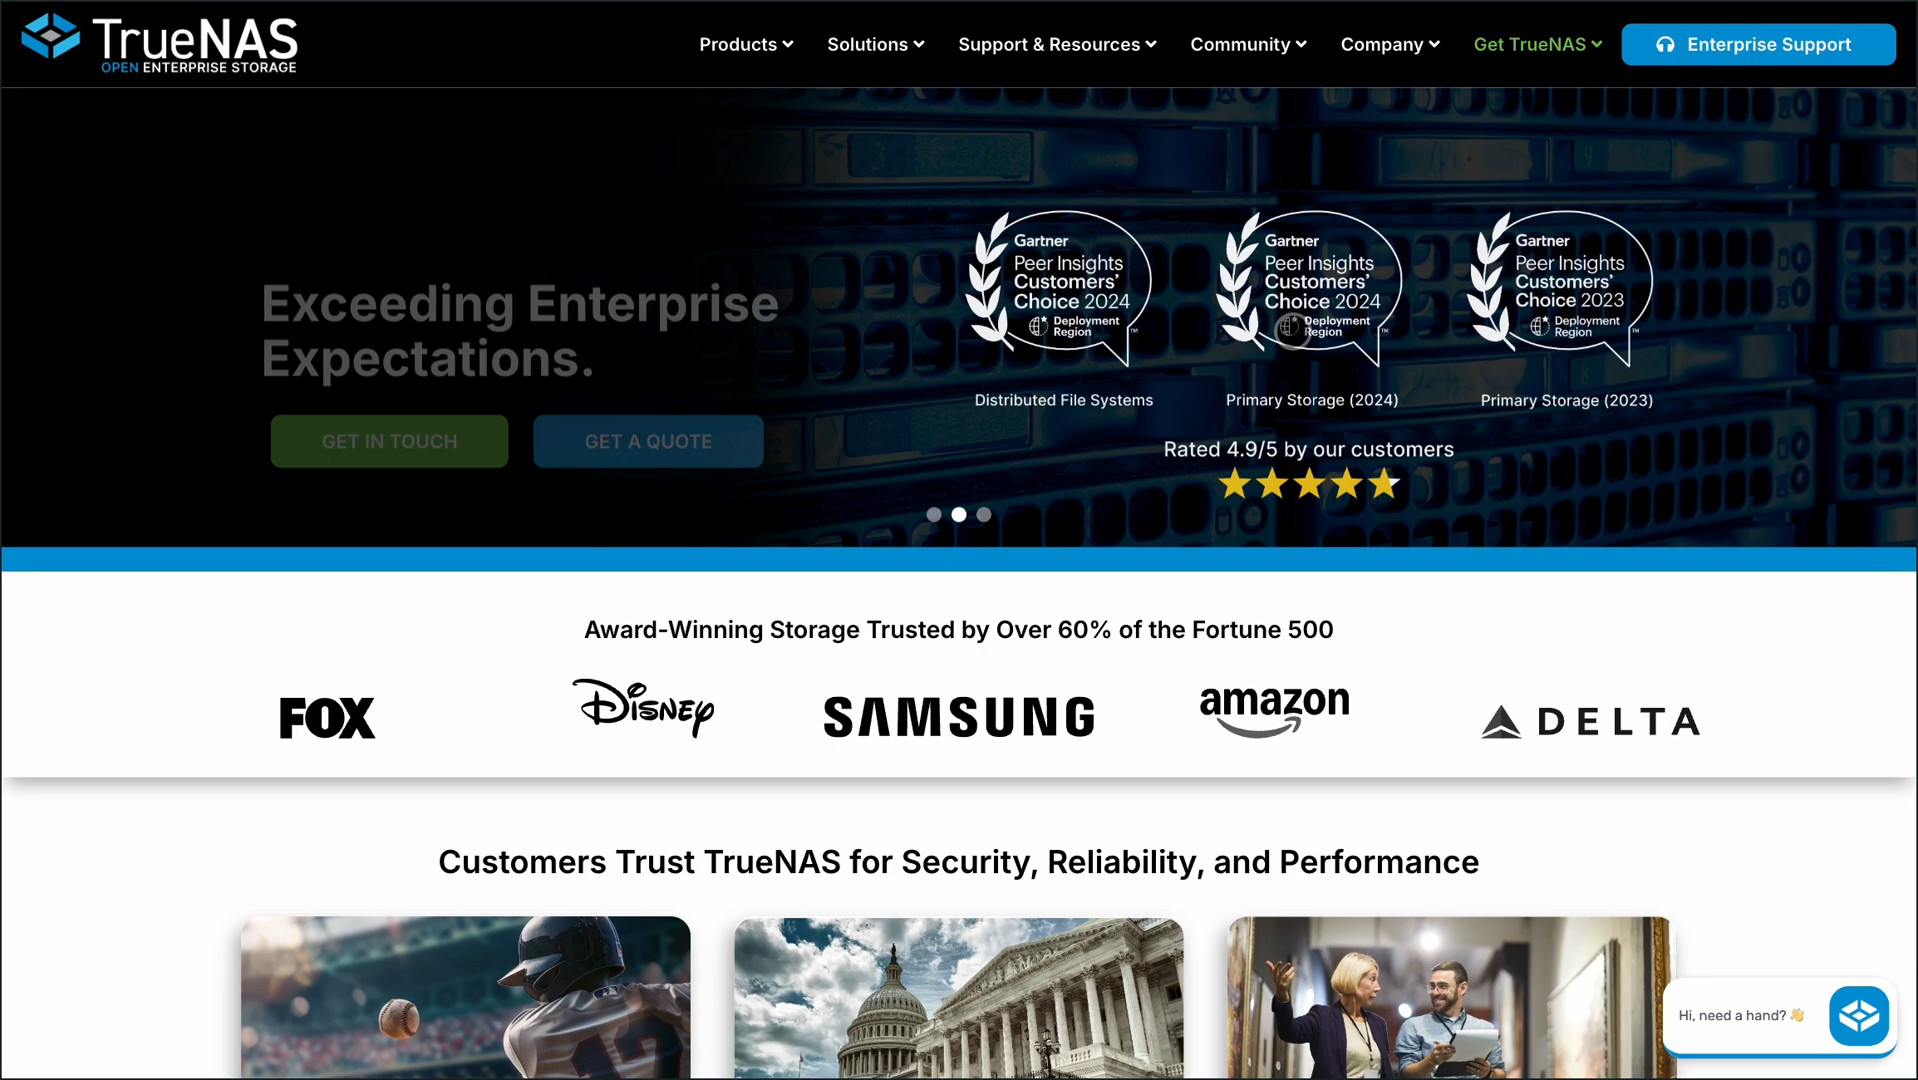 TrueNAS
OPEN ENTERPRISE STORAGE
Products
Solutions
Support & Resources
Community
Company
Get TrueNAS
Enterprise Support
Exceeding Enterprise
Expectations.
GET IN TOUCH
GET A QUOTE
Gartner
Peer Insights
Customers'
Choice 2024
Deployment
Region
TM
Distributed File Systems
Gartner
Peer Insights
Customers'
Choice 2024
Deployment
Region
TM
Primary Storage (2024)
Gartner
Peer Insights
Customers'
Choice 2023
Deployment
Region
TM
Primary Storage (2023)
Rated 4.9/5 by our customers
Award-Winning Storage Trusted by Over 60% of the Fortune 500
FOX
Disney
SAMSUNG
amazon
DELTA
Customers Trust TrueNAS for Security, Reliability, and Performance
Hi, need a hand? 👋